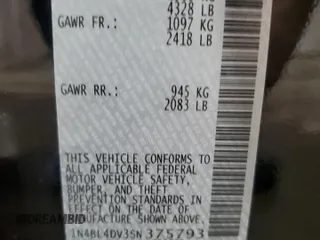 4328 LB
GAWR FR.: 1097 KG
2418 LB
GAWR RR.: 945 KG
2083 LB
THIS VEHICLE CONFORMS TO ALL
APPLICABLE FEDERAL
MOTOR VEHICLE SAFETY,
BUMPER, AND THEFT
PREVENTION STANDARDS
IN EFFECT ON THE DATE OF
MANUFACTURE SHOWN ABOVE.
1N4BL4DV3SN375793